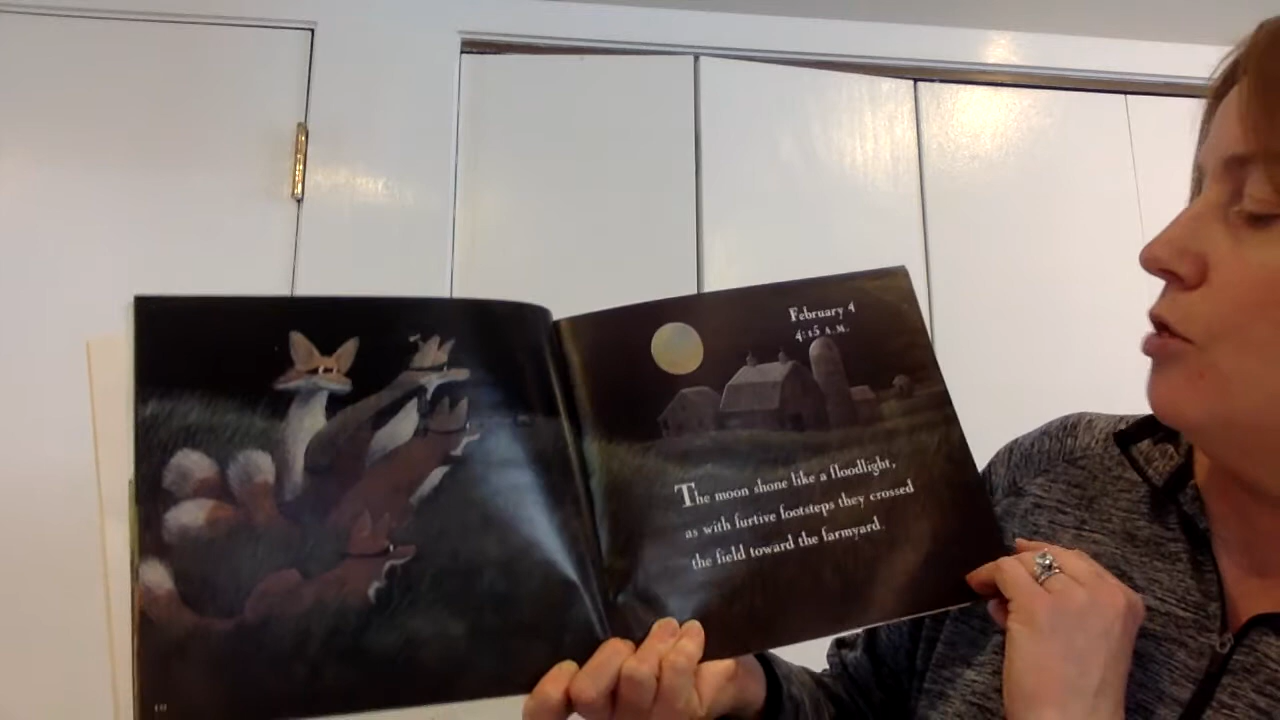 February 4
4:15 A.M.
The moon shone like a floodlight,
as with furtive footsteps they crossed
the field toward the farmyard.